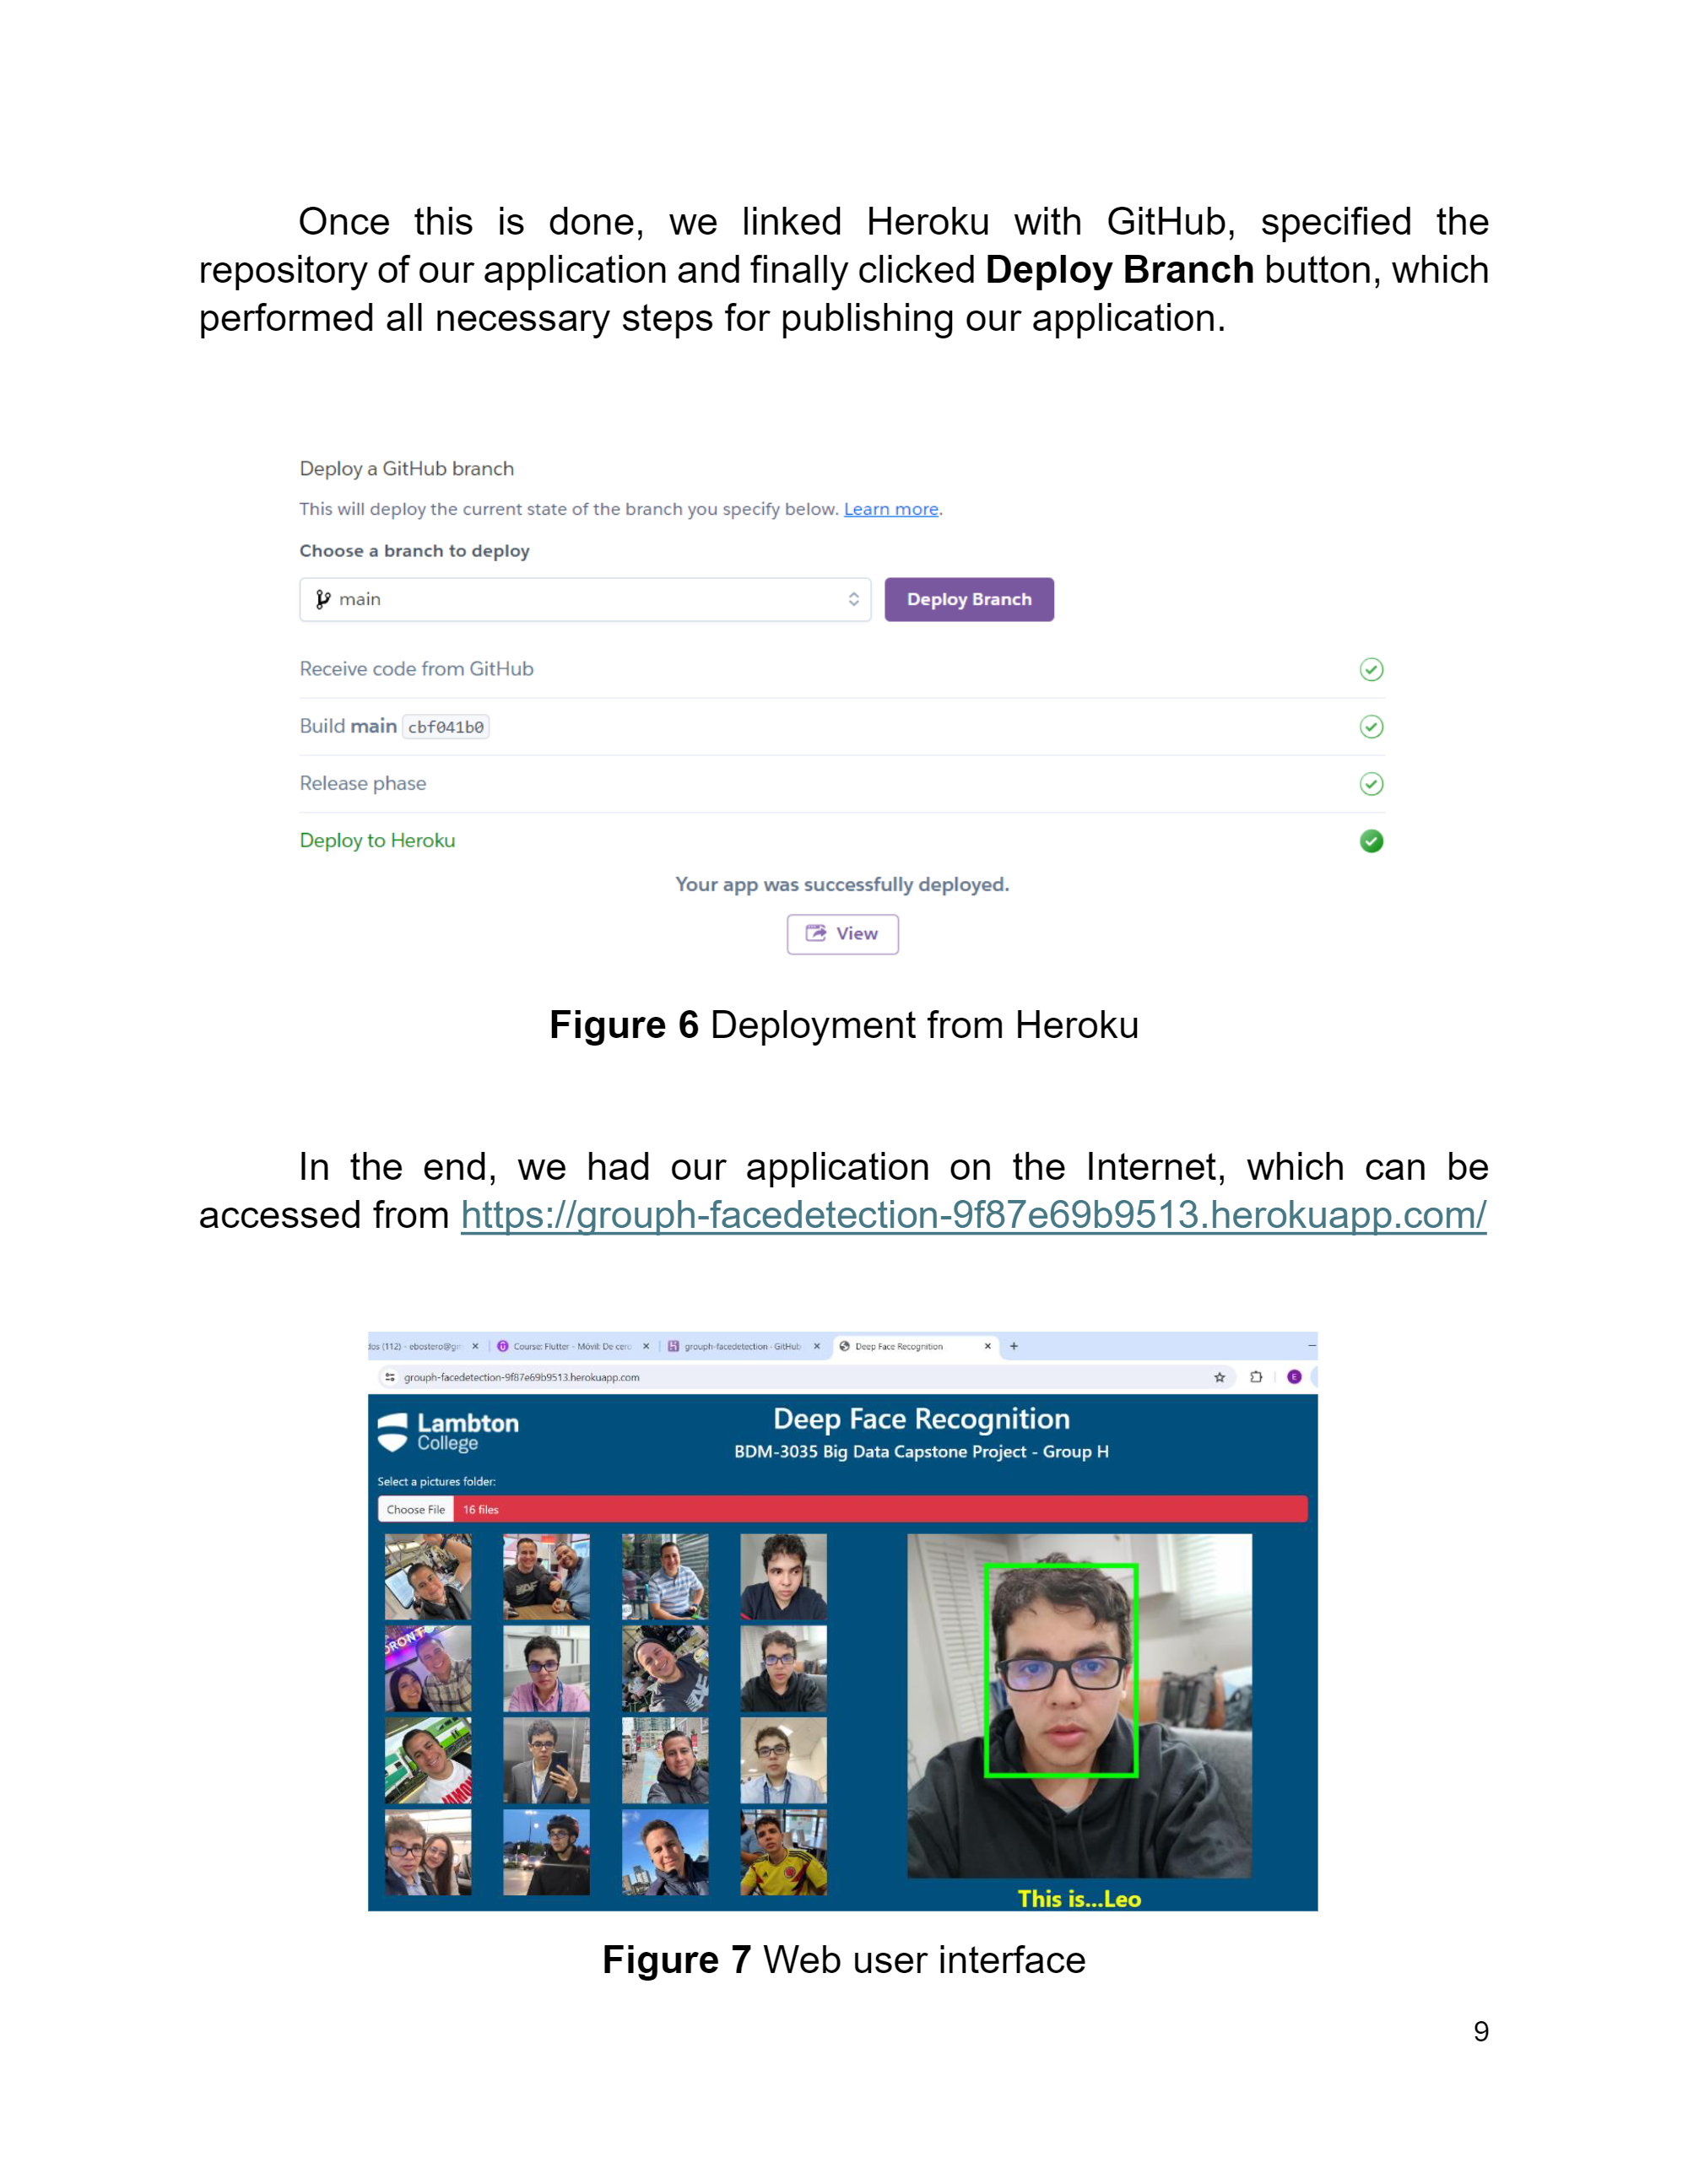 Once this is done, we linked Heroku with GitHub, specified the
repository of our application and finally clicked Deploy Branch button, which
performed all necessary steps for publishing our application.
Deploy a GitHub branch
This will deploy the current state of the branch you specify below. Learn more.
Choose a branch to deploy
main
Deploy Branch
Receive code from GitHub
Build main cbf041b0
Release phase
Deploy to Heroku
Your app was successfully deployed.
View
Figure 6 Deployment from Heroku
In the end, we had our application on the Internet, which can be
accessed from https://grouph-facedetection-9f87e69b9513.herokuapp.com/
(112) - ebostero@gm
Course: Flutter - Móvil: De cero
grouph-facedetection - GitHub
Deep Face Recognition
grouph-facedetection-9f87e69b9513.herokuapp.com
E
Lambton
College
Deep Face Recognition
BDM-3035 Big Data Capstone Project - Group H
Select a pictures folder:
Choose File 16 files
This is...Leo
Figure 7 Web user interface
9